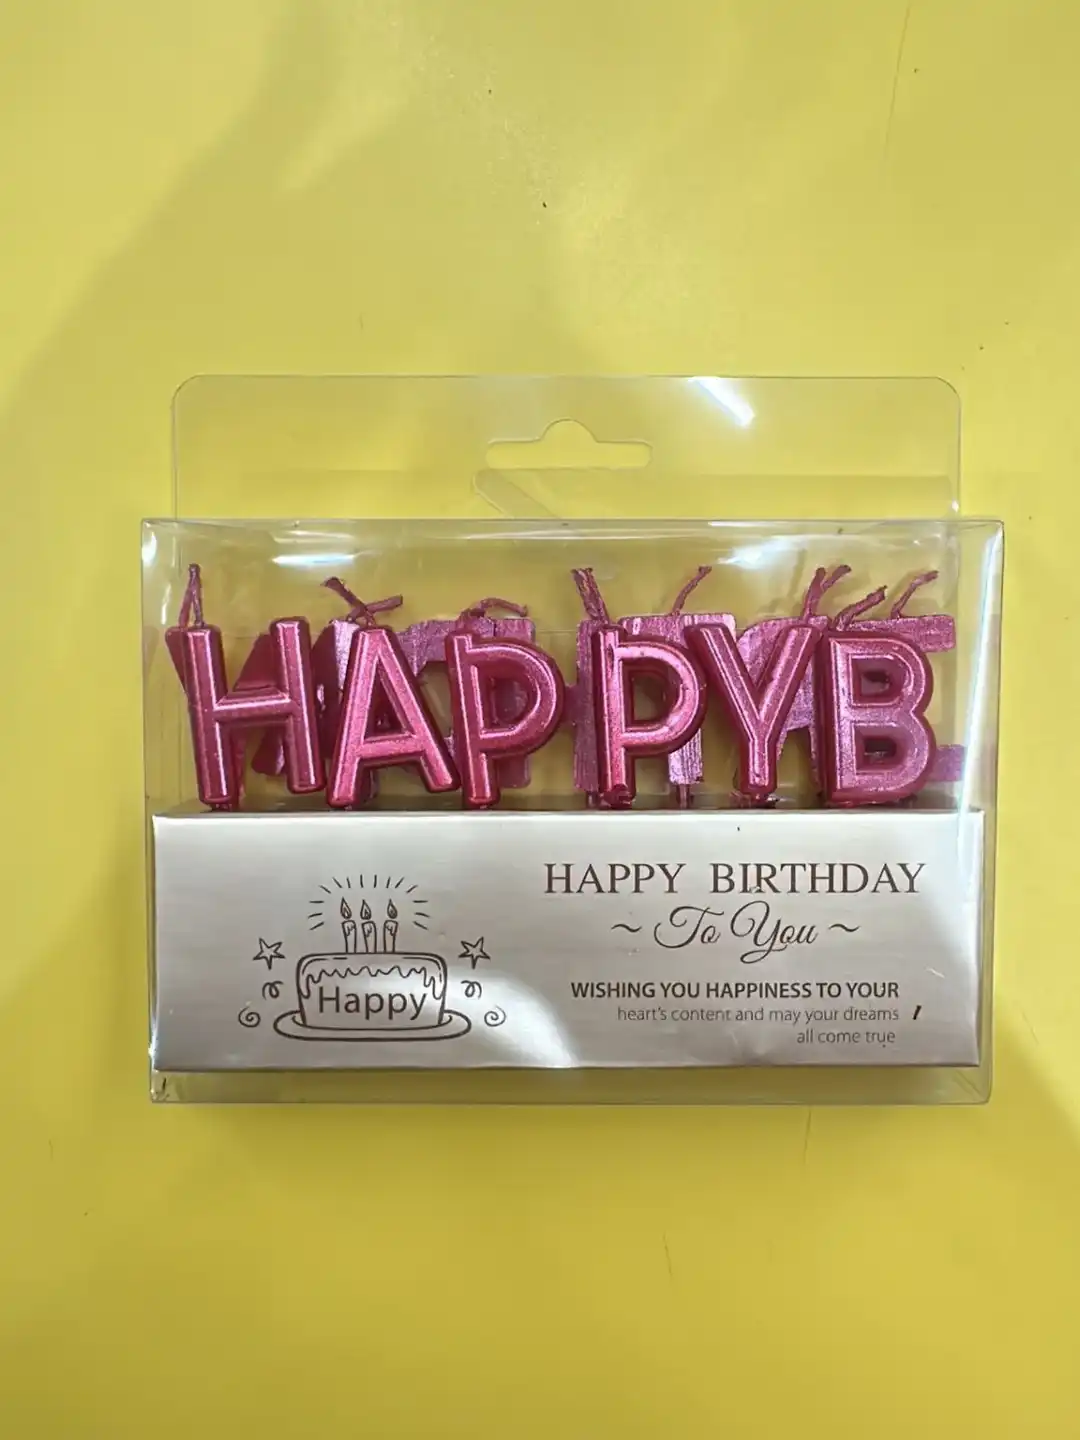 HAPPYB
HAPPY BIRTHDAY
~ To You ~
Happy
WISHING YOU HAPPINESS TO YOUR
heart's content and may your dreams
all come true